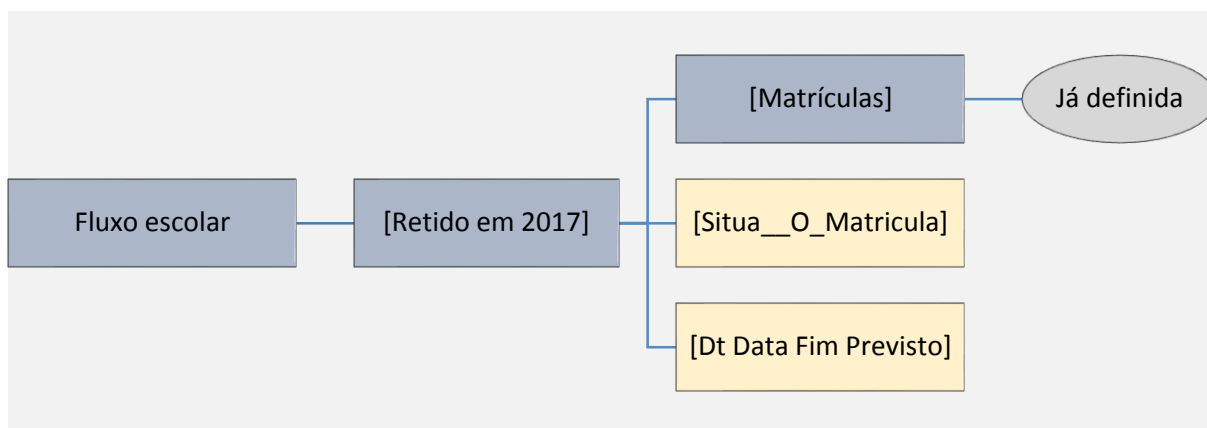 [Matrículas]
Já definida
Fluxo escolar
[Retido em 2017]
[Situa__O_Matricula]
[Dt Data Fim Previsto]